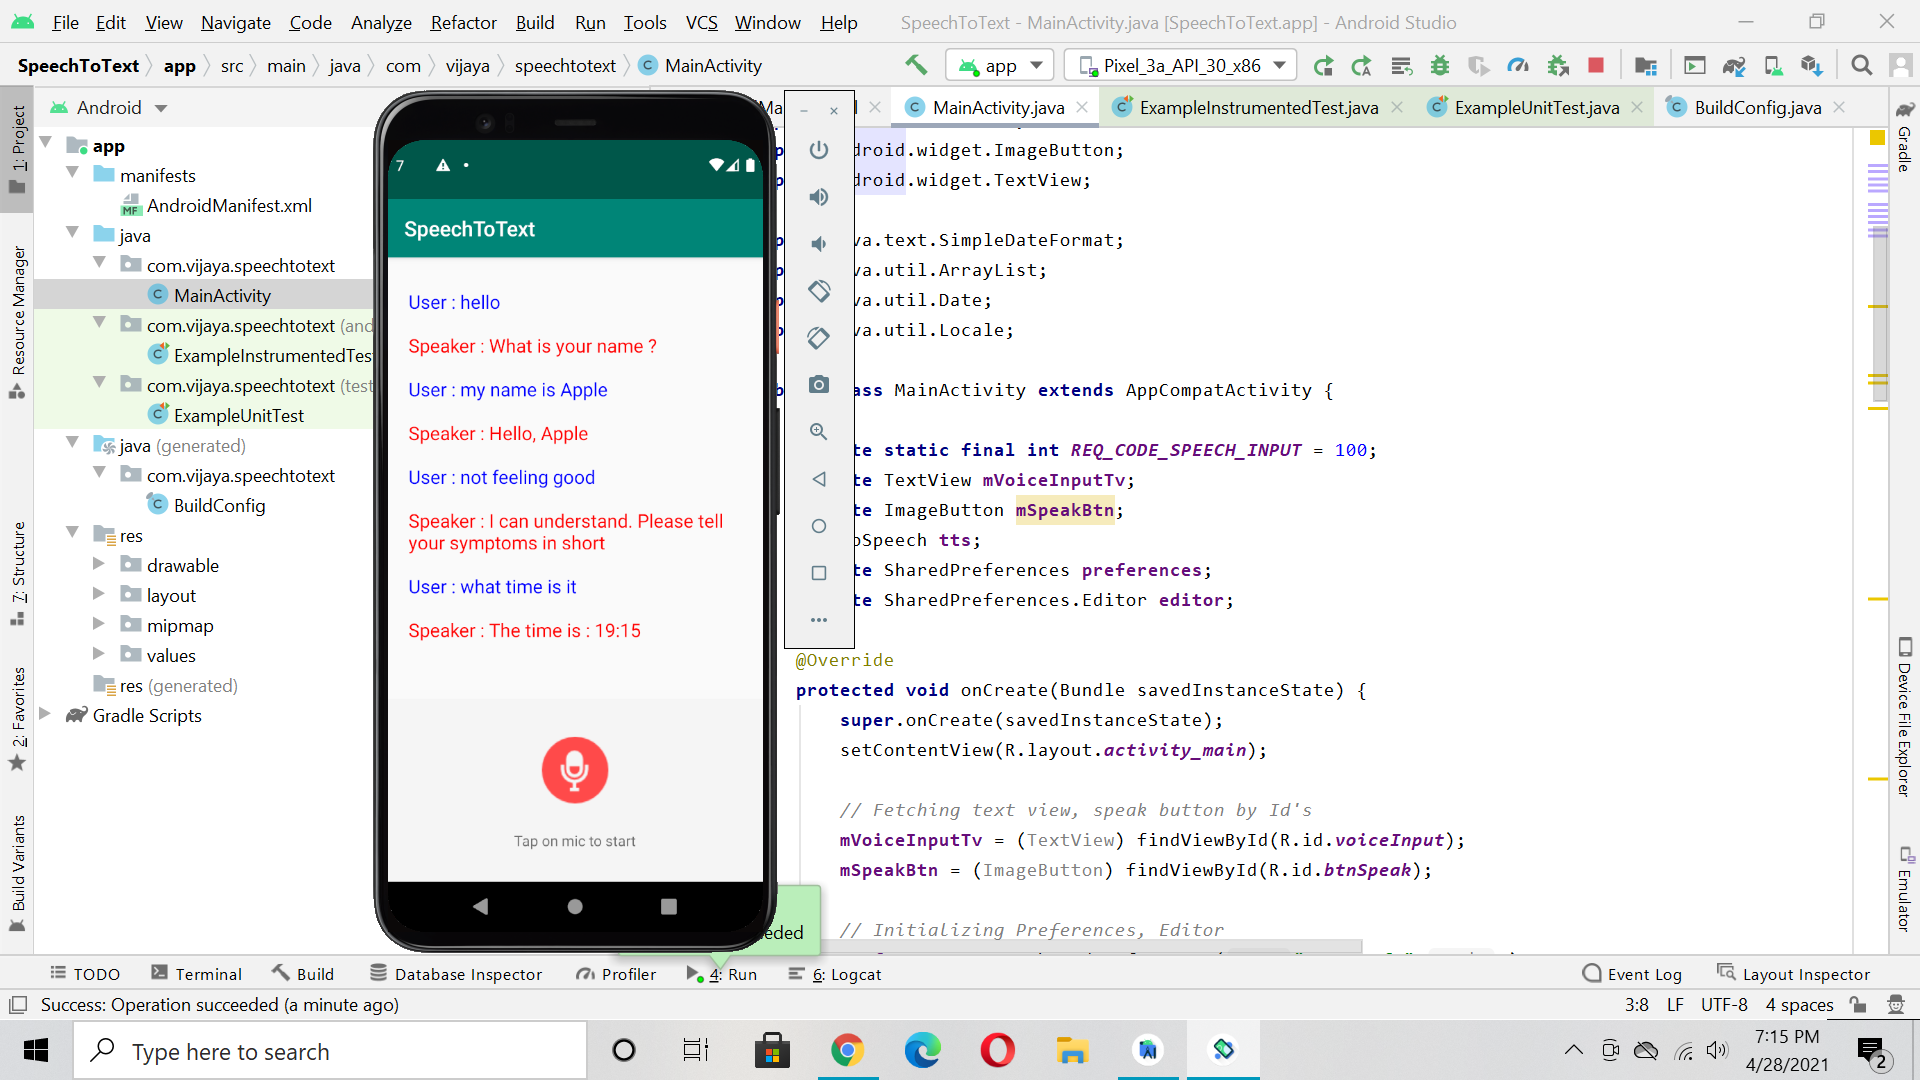 File Edit View Navigate Code Analyze Refactor Build Run Tools VCS Window Help SpeechToText - MainActivity.java [SpeechToText.app] - Android Studio
SpeechToText app src main java com vijaya speechtotext MainActivity app Pixel_3a_API_30_x86
Android
MainActivity.java ExampleInstrumentedTest.java ExampleUnitTest.java BuildConfig.java
1: Project
Resource Manager
7: Structure
2: Favorites
Build Variants
app
manifests
AndroidManifest.xml
java
com.vijaya.speechtotext
MainActivity
com.vijaya.speechtotext (and
ExampleInstrumentedTes
com.vijaya.speechtotext (test
ExampleUnitTest
java (generated)
com.vijaya.speechtotext
BuildConfig
res
drawable
layout
mipmap
values
res (generated)
Gradle Scripts
7
SpeechToText
User : hello
Speaker : What is your name ?
User : my name is Apple
Speaker : Hello, Apple
User : not feeling good
Speaker : I can understand. Please tell
your symptoms in short
User : what time is it
Speaker : The time is : 19:15
Tap on mic to start
eded
droid.widget.ImageButton;
droid.widget.TextView;
va.text.SimpleDateFormat;
va.util.ArrayList;
va.util.Date;
va.util.Locale;
ass MainActivity extends AppCompatActivity {
te static final int REQ_CODE_SPEECH_INPUT = 100;
te TextView mVoiceInputTv;
te ImageButton mSpeakBtn;
oSpeech tts;
te SharedPreferences preferences;
te SharedPreferences.Editor editor;
@Override
protected void onCreate(Bundle savedInstanceState) {
super.onCreate(savedInstanceState);
setContentView(R.layout.activity_main);
// Fetching text view, speak button by Id's
mVoiceInputTv = (TextView) findViewById(R.id.voiceInput);
mSpeakBtn = (ImageButton) findViewById(R.id.btnSpeak);
// Initializing Preferences, Editor
Gradle
Device File Explorer
Emulator
TODO Terminal Build Database Inspector Profiler 4: Run 6: Logcat Event Log Layout Inspector
Success: Operation succeeded (a minute ago) 3:8 LF UTF-8 4 spaces
Type here to search
7:15 PM
4/28/2021
2